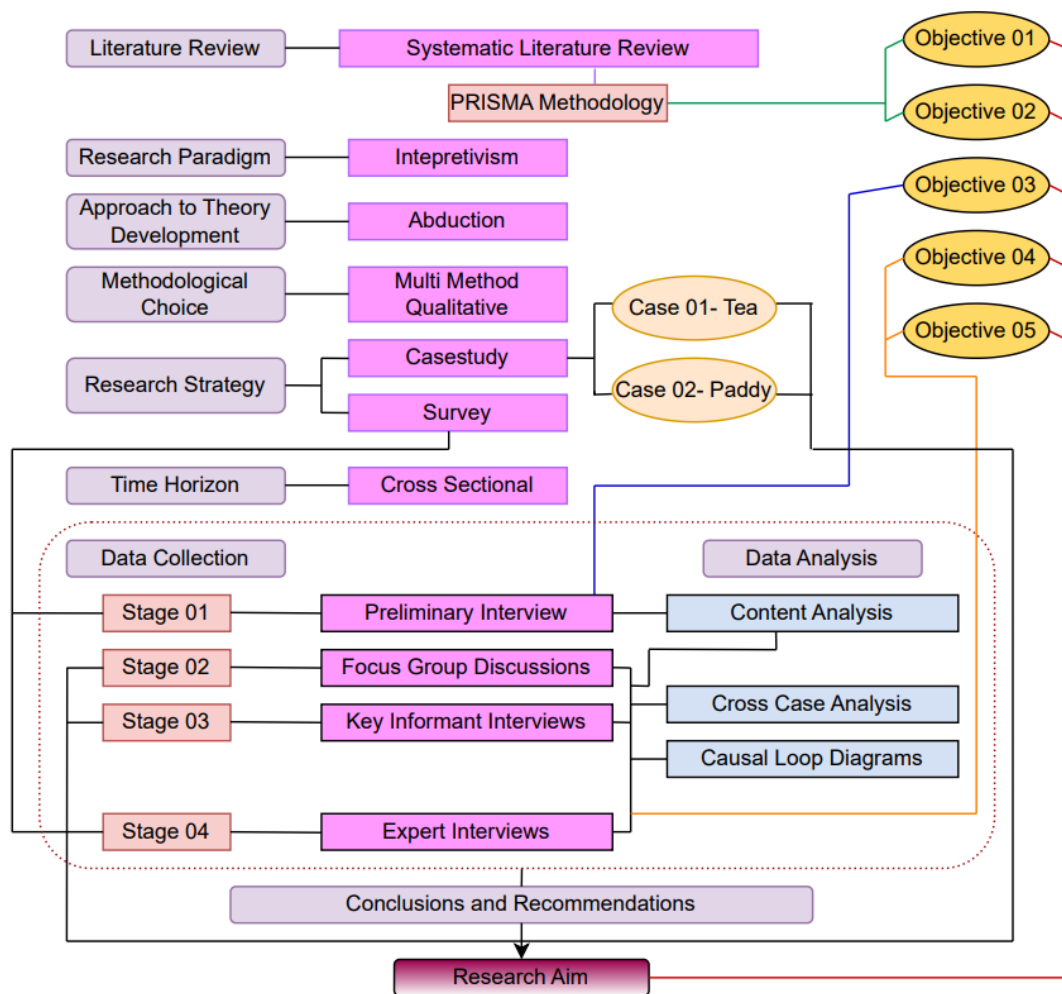 Literature Review
Systematic Literature Review
PRISMA Methodology
Objective 01
Objective 02
Research Paradigm
Intepretivism
Objective 03
Approach to Theory
Development
Abduction
Objective 04
Methodological
Choice
Multi Method
Qualitative
Case 01- Tea
Objective 05
Research Strategy
Casestudy
Survey
Case 02- Paddy
Time Horizon
Cross Sectional
Data Collection
Data Analysis
Stage 01
Preliminary Interview
Content Analysis
Stage 02
Focus Group Discussions
Stage 03
Key Informant Interviews
Cross Case Analysis
Causal Loop Diagrams
Stage 04
Expert Interviews
Conclusions and Recommendations
Research Aim